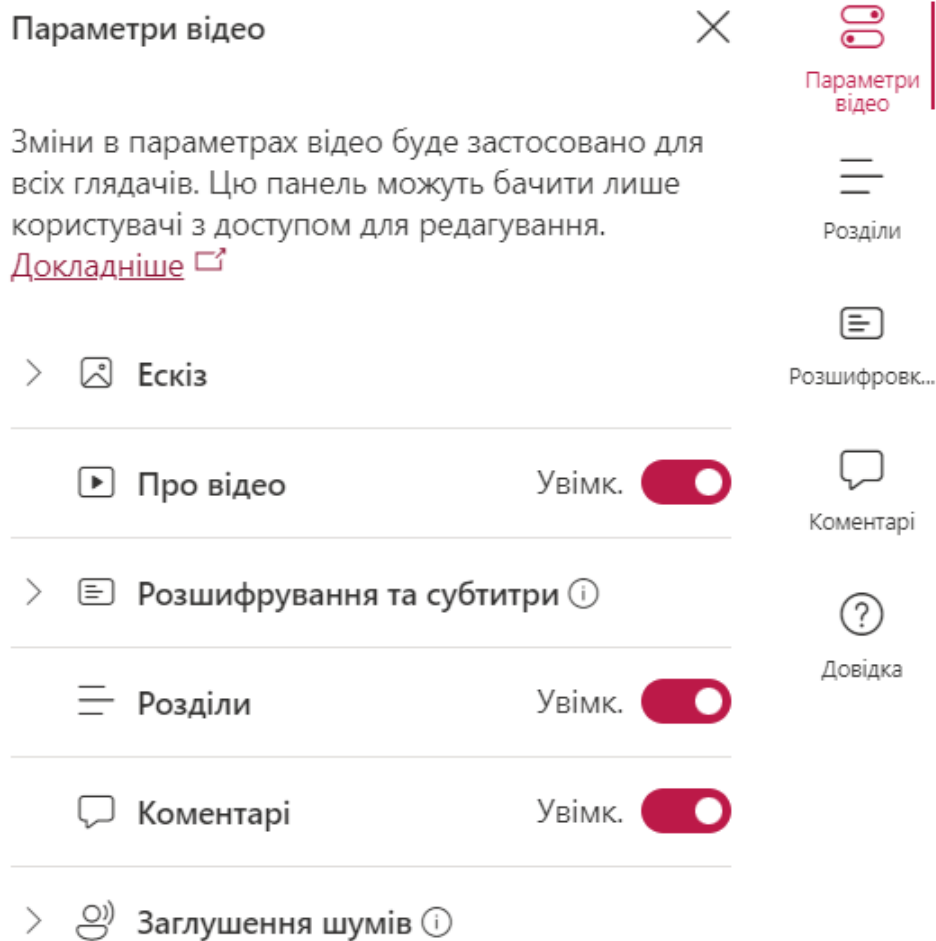 Параметри відео
Зміни в параметрах відео буде застосовано для
всіх глядачів. Цю панель можуть бачити лише
користувачі з доступом для редагування.
Докладніше
Ескіз
Про відео Увімк.
Розшифрування та субтитри
Розділи Увімк.
Коментарі Увімк.
Заглушення шумів
Параметри
відео
Розділи
Розшифровк...
Коментарі
Довідка